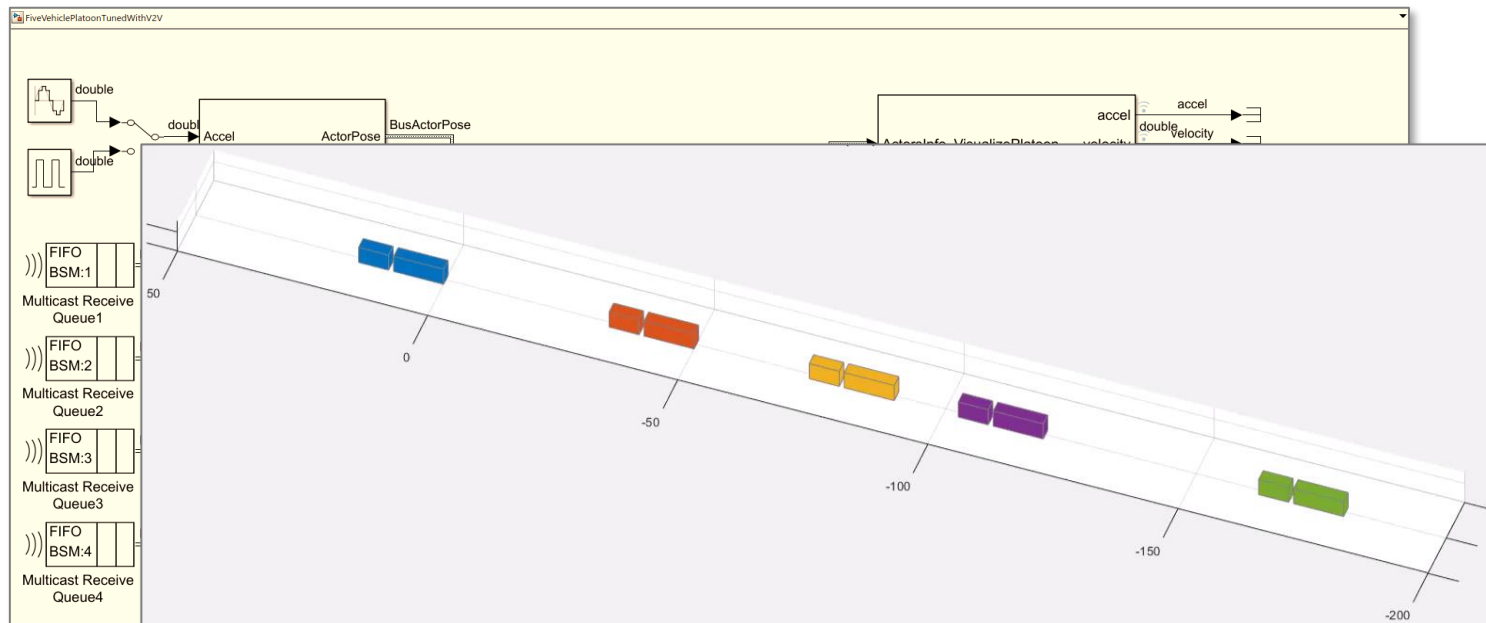 FiveVehiclePlatoonTunedWithV2V
double
double
double
Accel
ActorPose
BusActorPose
accel
accel
double
velocity
ActorsInfo
VisualizePlatoon
velocity
FIFO
BSM:1
Multicast Receive
Queue1
FIFO
BSM:2
Multicast Receive
Queue2
FIFO
BSM:3
Multicast Receive
Queue3
FIFO
BSM:4
Multicast Receive
Queue4
50
0
-50
-100
-150
-200